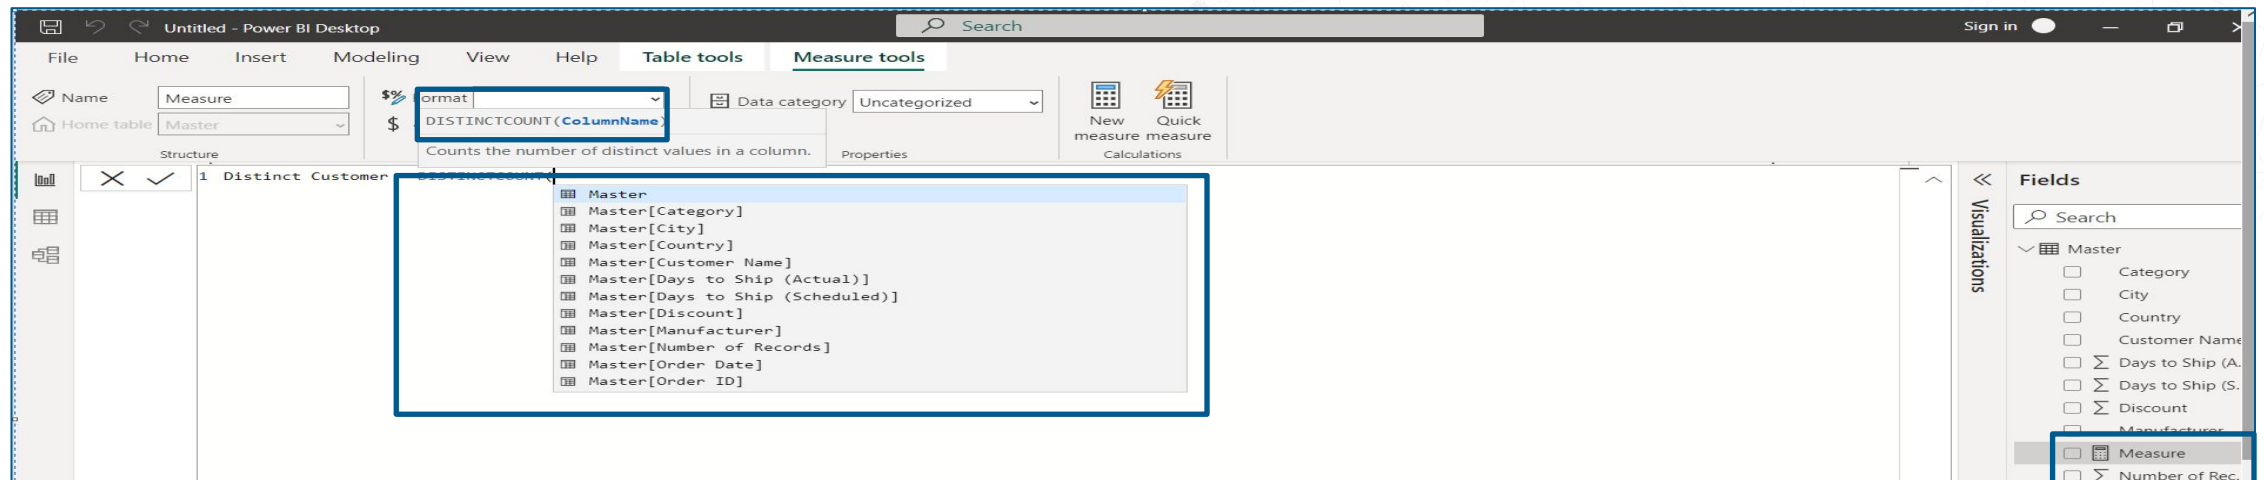 Untitled - Power BI Desktop
Search
Sign in
File Home Insert Modeling View Help Table tools Measure tools
Name Measure
Home table Master
Structure
$% Format
$
DISTINCTCOUNT(ColumnName)
Counts the number of distinct values in a column.
Data category Uncategorized
Properties
New measure
Quick measure
Calculations
1 Distinct Customer DISTINCTCOUNT(
Master
Master[Category]
Master[City]
Master[Country]
Master[Customer Name]
Master[Days to Ship (Actual)]
Master[Days to Ship (Scheduled)]
Master[Discount]
Master[Manufacturer]
Master[Number of Records]
Master[Order Date]
Master[Order ID]
Visualizations
Fields
Search
Master
Category
City
Country
Customer Name
Days to Ship (A.
Days to Ship (S.
Discount
Manufacturer
Measure
Number of Rec.